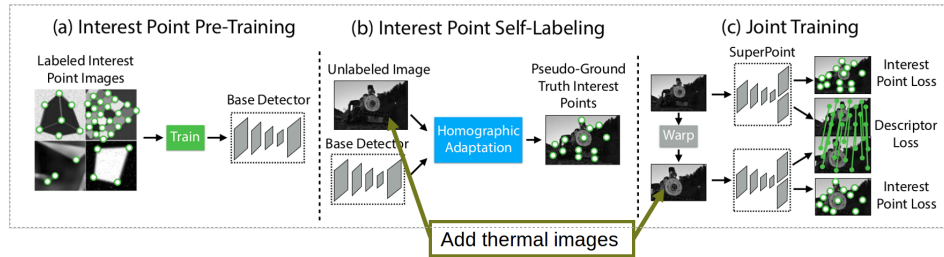 (a) Interest Point Pre-Training
Labeled Interest
Point Images
Base Detector
Train
(b) Interest Point Self-Labeling
Unlabeled Image
Base Detector
Homographic
Adaptation
Pseudo-Ground
Truth Interest
Points
(c) Joint Training
SuperPoint
Warp
Interest
Point Loss
Descriptor
Loss
Interest
Point Loss
Add thermal images